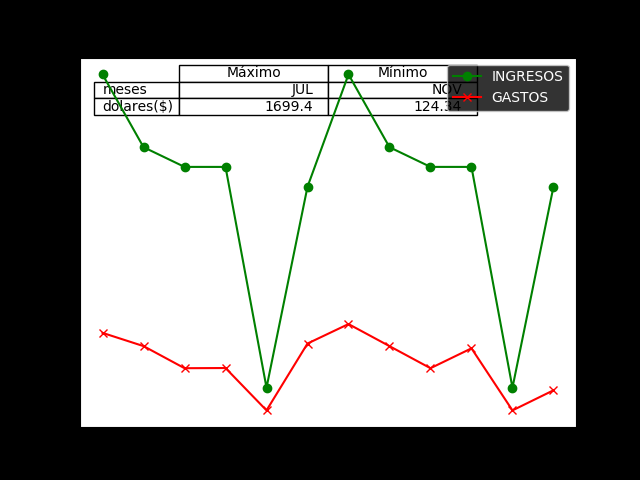 Máximo Mínimo
meses JUL NOV
dolares($) 1699.4 124.34
INGRESOS
GASTOS